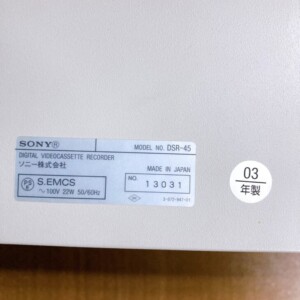 SONY®
MODEL NO. DSR-45
DIGITAL VIDEOCASSETTE RECORDER
ソニー株式会社
MADE IN JAPAN
S.EMCS
～100V 22W 50/60Hz
NO.
13031
03
年製